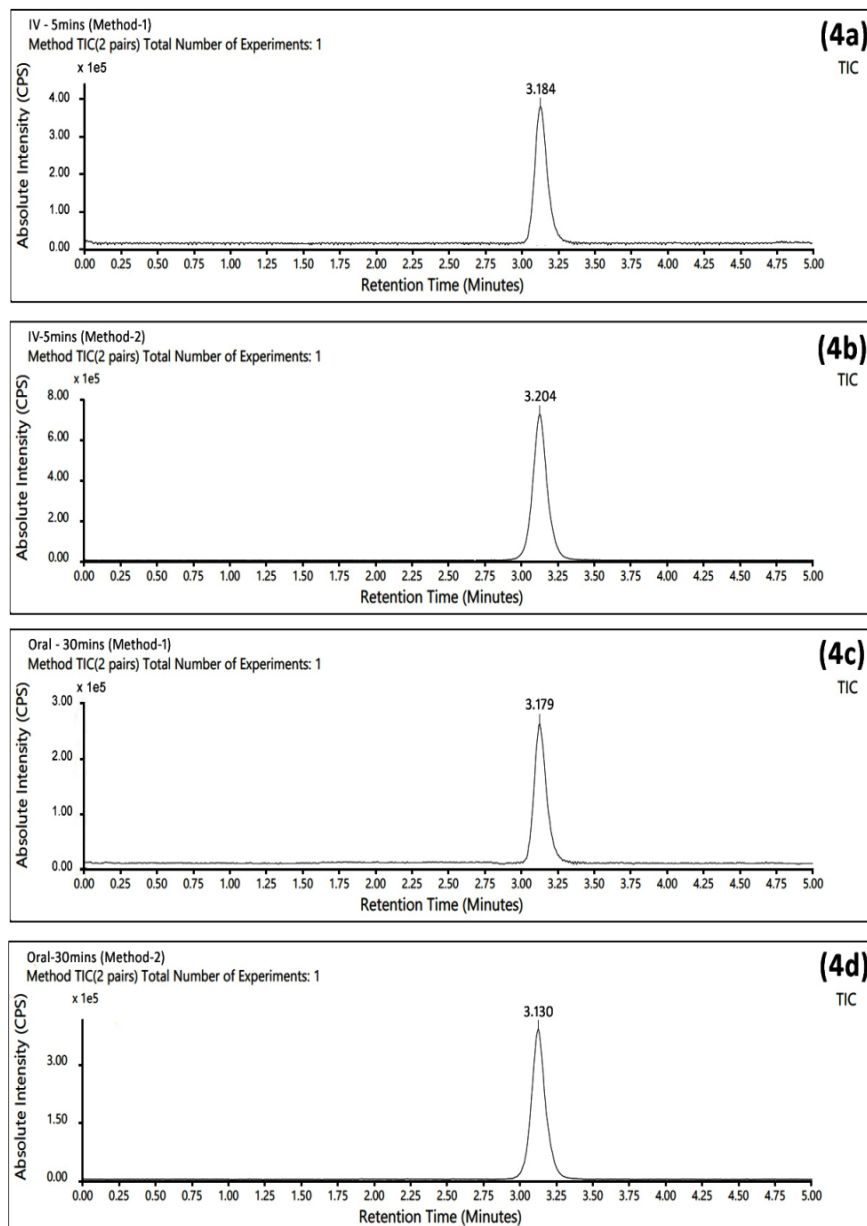 IV - 5mins (Method-1)
(4a)
Method TIC(2 pairs) Total Number of Experiments: 1
TIC
x 1e5
3.184
4.00
3.00
2.00
1.00
0.00
Absolute Intensity (CPS)
0.00 0.25 0.50 0.75 1.00 1.25 1.50 1.75 2.00 2.25 2.50 2.75 3.00 3.25 3.50 3.75 4.00 4.25 4.50 4.75 5.00
Retention Time (Minutes)
IV-5mins (Method-2)
(4b)
Method TIC(2 pairs) Total Number of Experiments: 1
TIC
x 1e5
3.204
8.00
6.00
4.00
2.00
0.00
Absolute Intensity (CPS)
0.00 0.25 0.50 0.75 1.00 1.25 1.50 1.75 2.00 2.25 2.50 2.75 3.00 3.25 3.50 3.75 4.00 4.25 4.50 4.75 5.00
Retention Time (Minutes)
Oral - 30mins (Method-1)
(4c)
Method TIC(2 pairs) Total Number of Experiments: 1
TIC
x 1e5
3.179
3.00
2.00
1.00
0.00
Absolute Intensity (CPS)
0.00 0.25 0.50 0.75 1.00 1.25 1.50 1.75 2.00 2.25 2.50 2.75 3.00 3.25 3.50 3.75 4.00 4.25 4.50 4.75 5.00
Retention Time (Minutes)
Oral-30mins (Method-2)
(4d)
Method TIC(2 pairs) Total Number of Experiments: 1
TIC
x 1e5
3.130
3.00
1.50
0.00
Absolute Intensity (CPS)
0.00 0.25 0.50 0.75 1.00 1.25 1.50 1.75 2.00 2.25 2.50 2.75 3.00 3.25 3.50 3.75 4.00 4.25 4.50 4.75 5.00
Retention Time (Minutes)